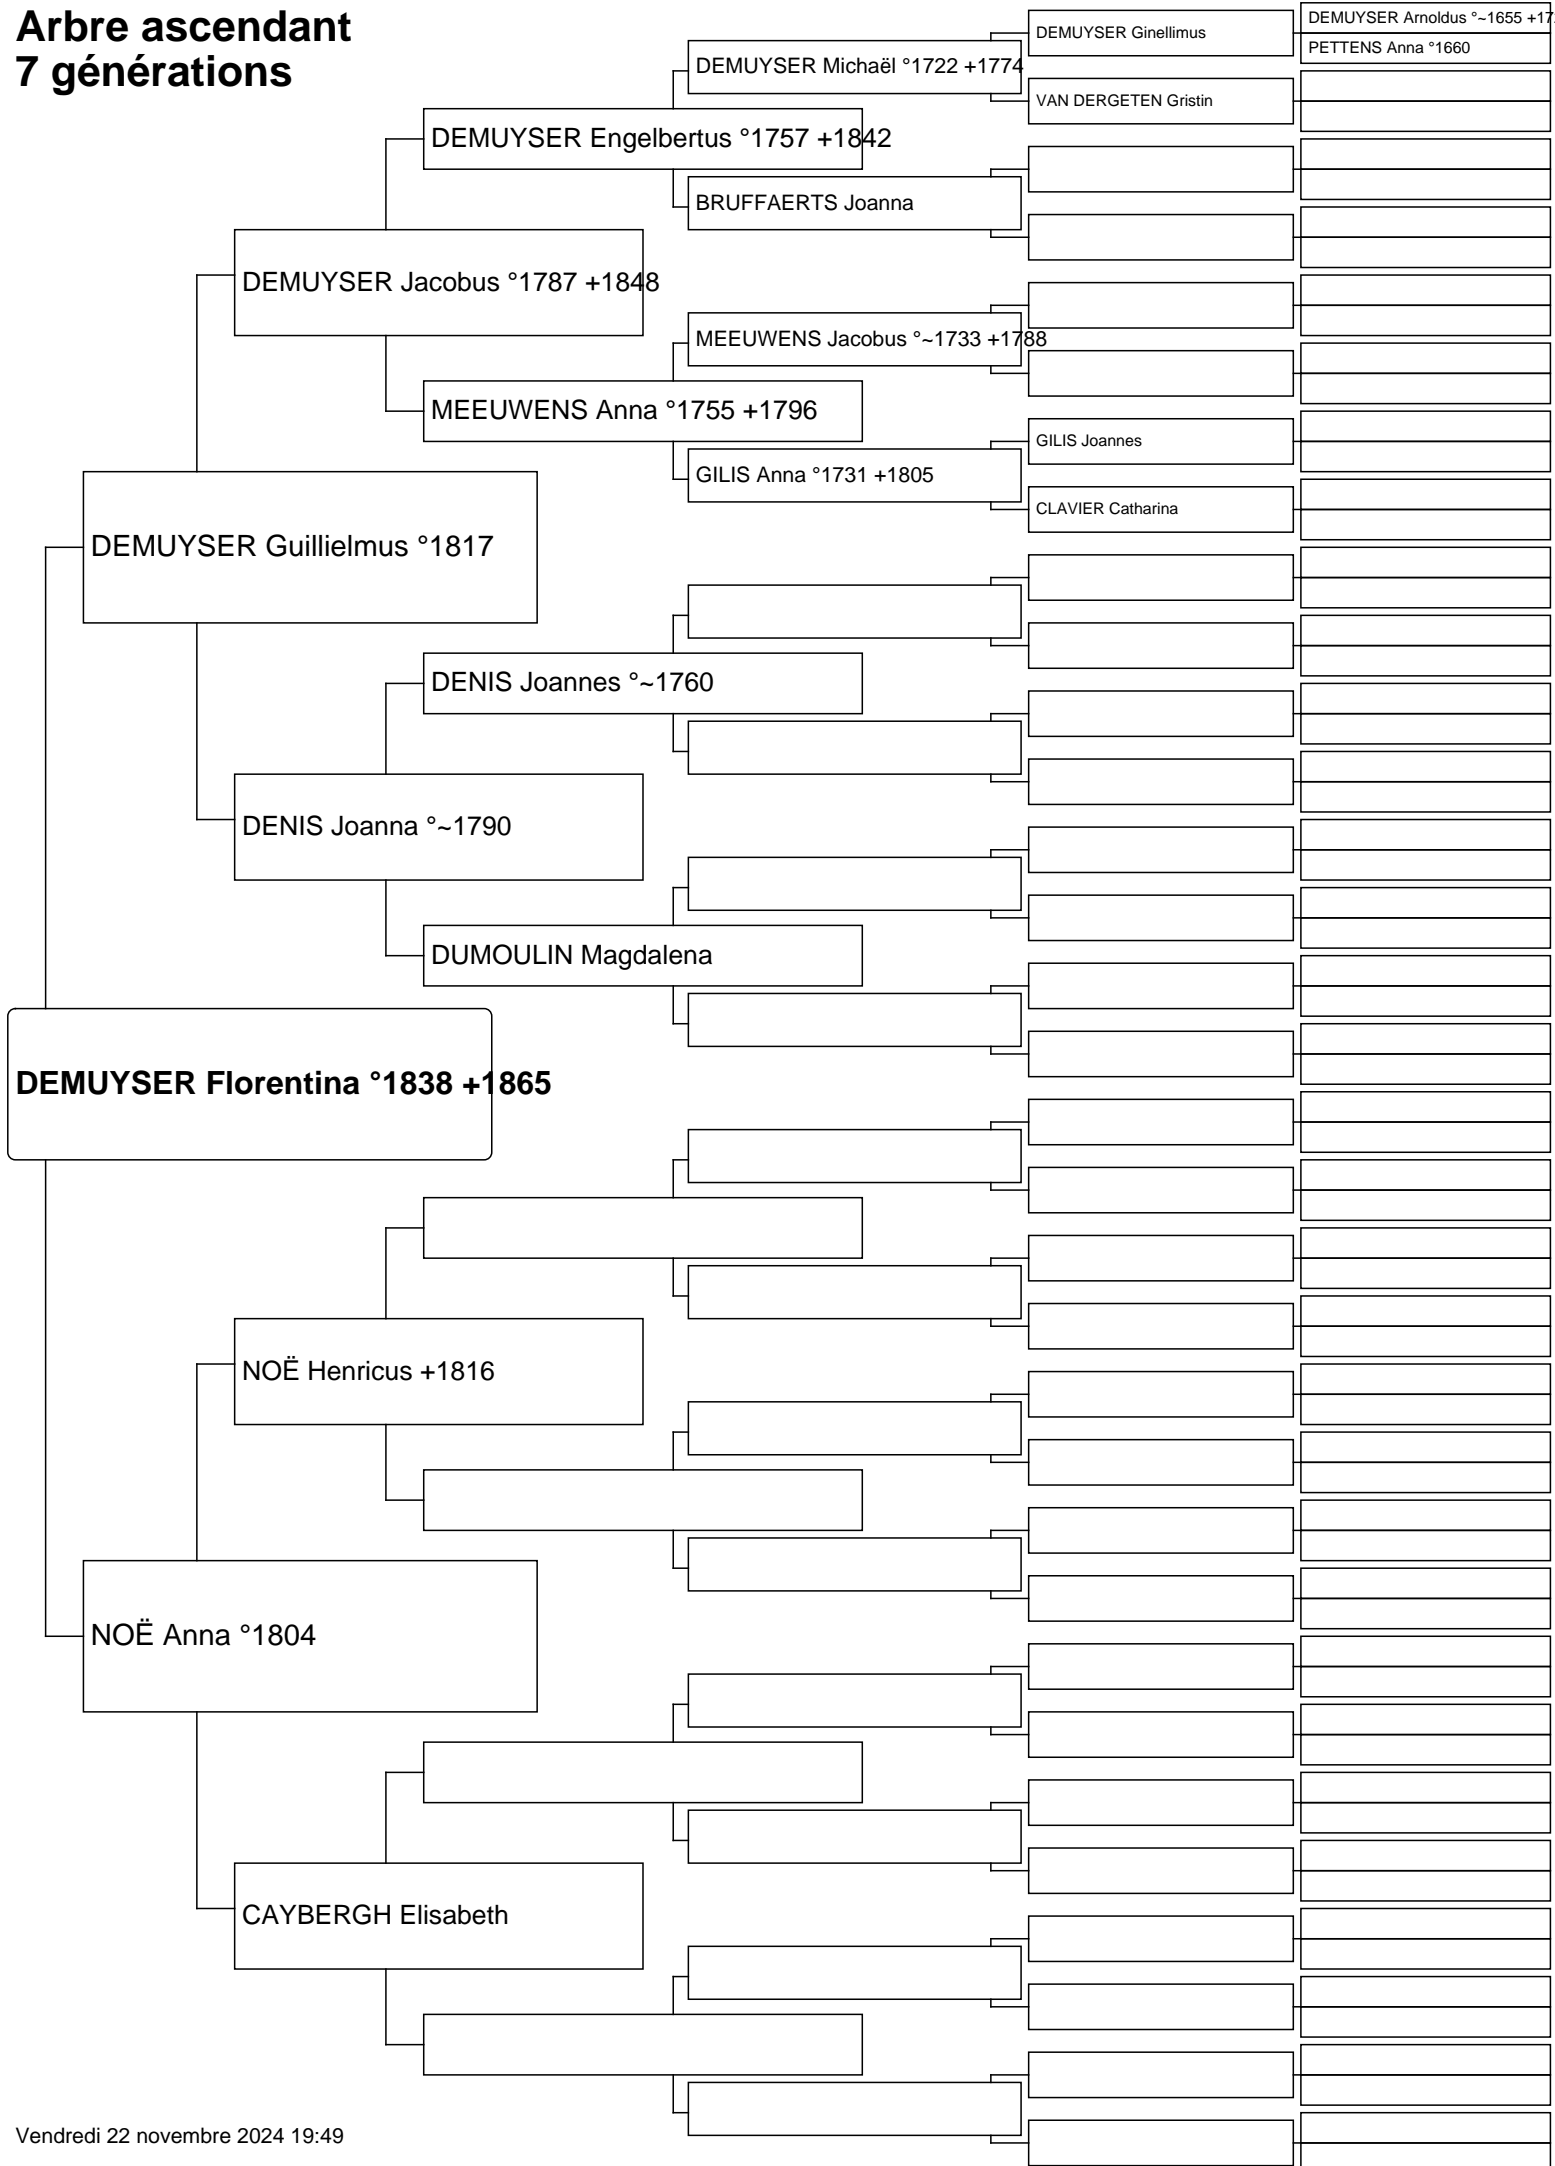 Arbre ascendant
7 générations
DEMUYSER Arnoldus °~1655
DEMUYSER Ginellimus
PETTENS Anna °1660
DEMUYSER Michaël °1722 +1774
VAN DERGETEN Gristin
DEMUYSER Engelbertus °1757 +1842
BRUFFAERTS Joanna
DEMUYSER Jacobus °1787 +1848
MEEUWENS Jacobus °~1733 +1788
MEEUWENS Anna °1755 +1796
GILIS Joannes
GILIS Anna °1731 +1805
CLAVIER Catharina
DEMUYSER Guillielmus °1817
DENIS Joannes °~1760
DENIS Joanna °~1790
DUMOULIN Magdalena
DEMUYSER Florentina °1838 +1865
NOË Henricus +1816
NOË Anna °1804
CAYBERGH Elisabeth
Vendredi 22 novembre 2024 19:49